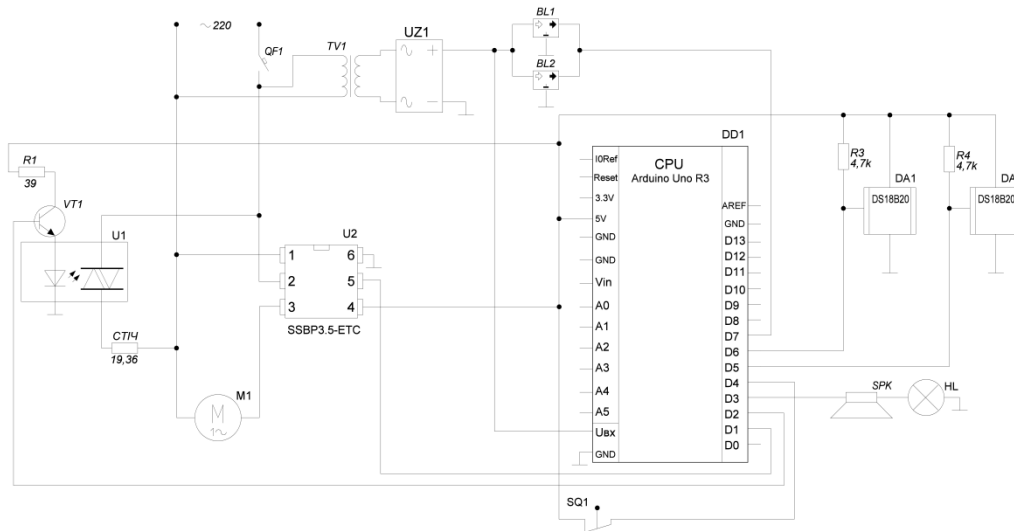 ~220
QF1
TV1
UZ1
+
−
BL1
BL2
DD1
R1
39
VT1
U1
СТІЧ
19,36
M1
M
1~
U2
1
2
3
6
5
4
SSBP3.5-ETC
CPU
Arduino Uno R3
I0Ref
Reset
3.3V
5V
GND
GND
Vin
A0
A1
A2
A3
A4
A5
Uвх
GND
AREF
GND
D13
D12
D11
D10
D9
D8
D7
D6
D5
D4
D3
D2
D1
D0
R3
4,7k
R4
4,7k
DA1
DS18B20
DA
DS18B20
SPK
HL
SQ1